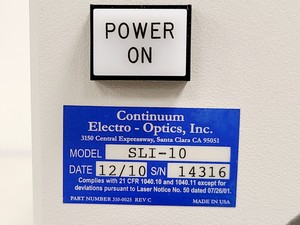 POWER
ON
Continuum
Electro - Optics, Inc.
3150 Central Expressway, Santa Clara CA 95051
MODEL SLI-10
DATE 12/10 S/N 14316
Complies with 21 CFR 1040.10 and 1040.11 except for
deviations pursuant to Laser Notice No. 50 dated 07/26/01.
PART NUMBER 555-0025 REV C MADE IN USA